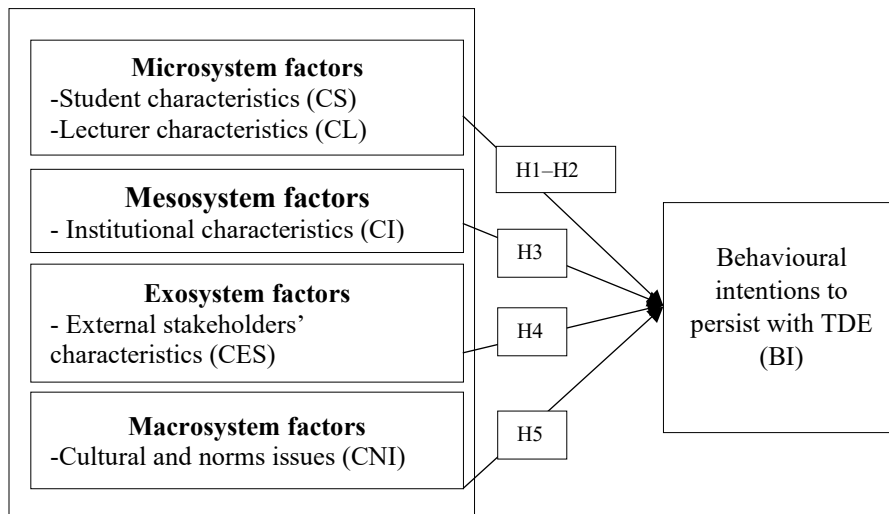 Microsystem factors
-Student characteristics (CS)
-Lecturer characteristics (CL)
Mesosystem factors
- Institutional characteristics (CI)
Exosystem factors
- External stakeholders’
characteristics (CES)
Macrosystem factors
-Cultural and norms issues (CNI)
H1–H2
H3
H4
H5
Behavioural
intentions to
persist with TDE
(BI)